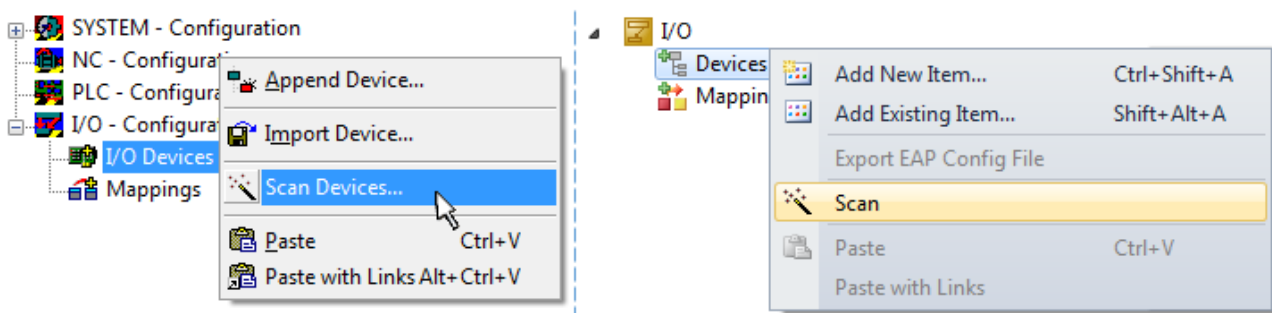 SYSTEM - Configuration
NC - Configurat
PLC - Configura
I/O - Configurat
I/O Devices
Mappings
Append Device...
Import Device...
Scan Devices...
Paste Ctrl+V
Paste with Links Alt+Ctrl+V
I/O
Devices
Mappin
Add New Item... Ctrl+Shift+A
Add Existing Item... Shift+Alt+A
Export EAP Config File
Scan
Paste Ctrl+V
Paste with Links